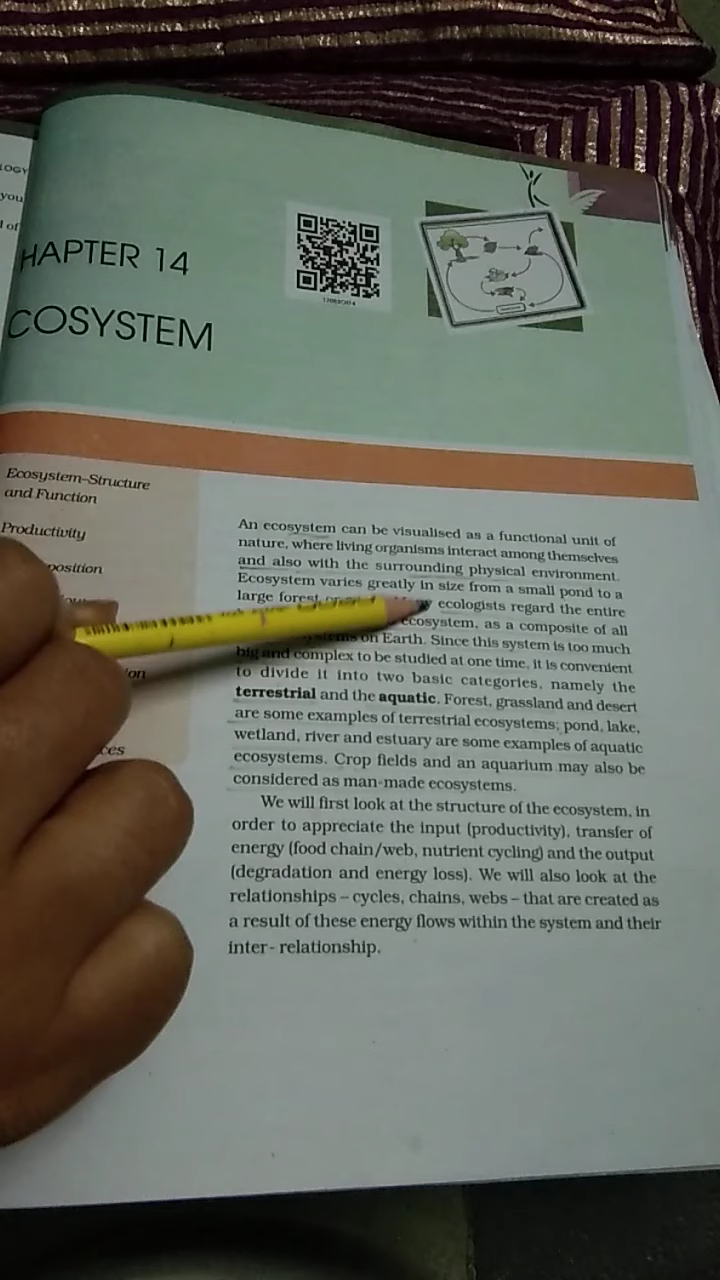 LOGY
you
l of
HAPTER 14
COSYSTEM
Ecosystem–Structure
and Function
Productivity
position
ion
ces
An ecosystem can be visualised as a functional unit of
nature, where living organisms interact among themselves
and also with the surrounding physical environment.
Ecosystem varies greatly in size from a small pond to a
large forest ecologists regard the entire
ecosystem, as a composite of all
on Earth. Since this system is too much
big and complex to be studied at one time, it is convenient
to divide it into two basic categories, namely the
terrestrial and the aquatic. Forest, grassland and desert
are some examples of terrestrial ecosystems; pond, lake,
wetland, river and estuary are some examples of aquatic
ecosystems. Crop fields and an aquarium may also be
considered as man-made ecosystems.
We will first look at the structure of the ecosystem, in
order to appreciate the input (productivity), transfer of
energy (food chain/web, nutrient cycling) and the output
(degradation and energy loss). We will also look at the
relationships – cycles, chains, webs – that are created as
a result of these energy flows within the system and their
inter- relationship.